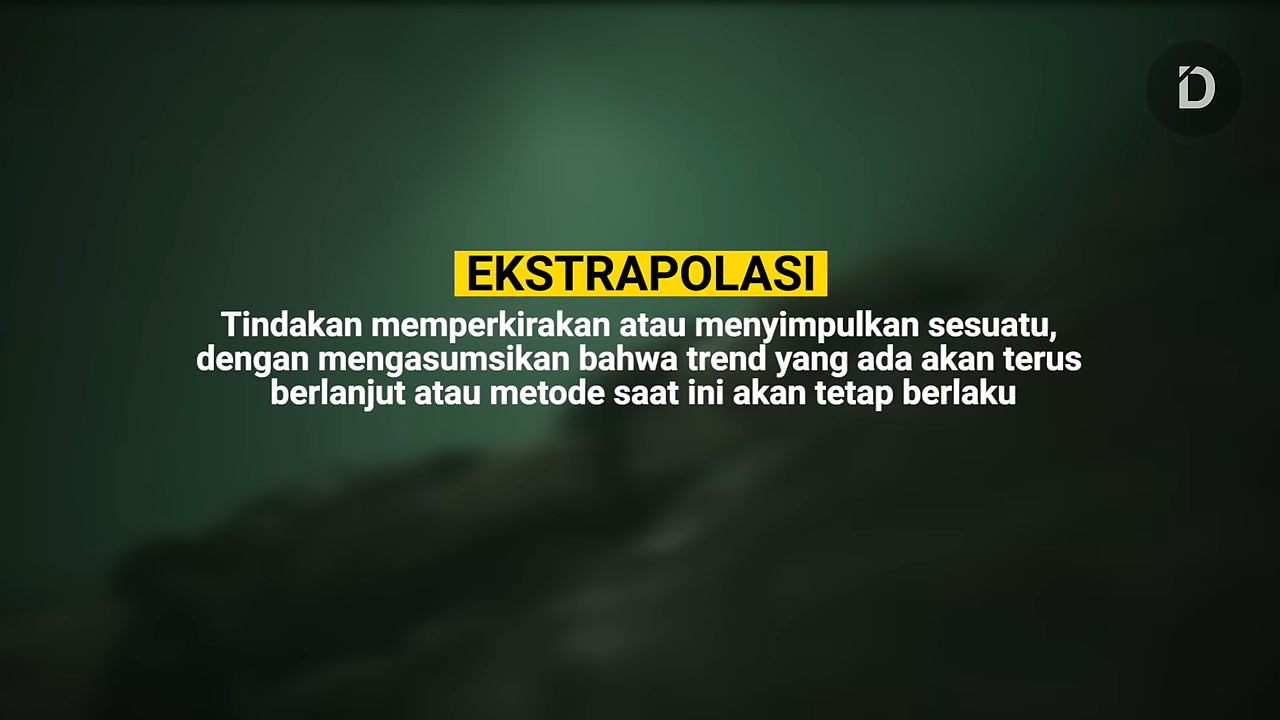 D
EKSTRAPOLASI
Tindakan memperkirakan atau menyimpulkan sesuatu,
dengan mengasumsikan bahwa trend yang ada akan terus
berlanjut atau metode saat ini akan tetap berlaku